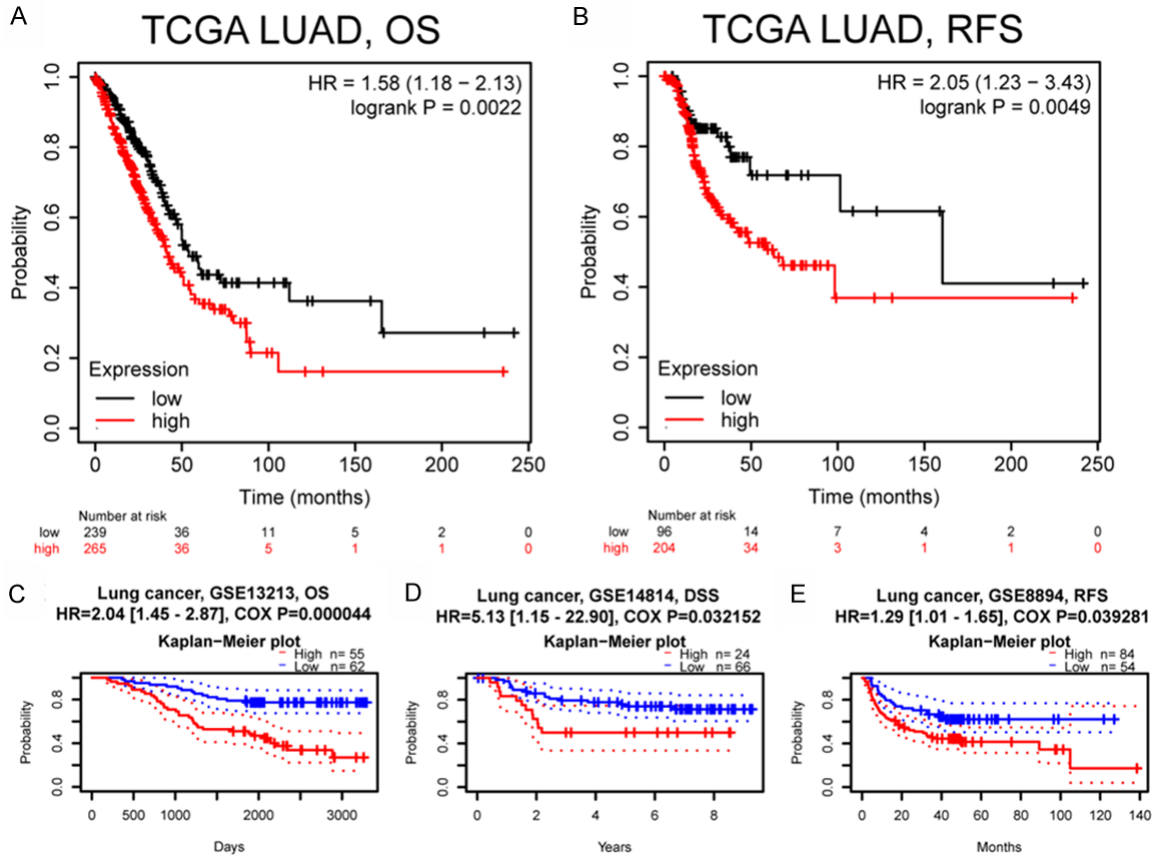 A
TCGA LUAD, OS
HR = 1.58 (1.18 − 2.13)
logrank P = 0.0022
Probability
1.0
0.8
0.6
0.4
0.2
0.0
Expression
low
high
0 50 100 150 200 250
Time (months)
Number at risk
low 239 36 11 5 2 0
high 265 36 5 1 1 0
B
TCGA LUAD, RFS
HR = 2.05 (1.23 − 3.43)
logrank P = 0.0049
Probability
1.0
0.8
0.6
0.4
0.2
0.0
Expression
low
high
0 50 100 150 200 250
Time (months)
Number at risk
low 96 14 7 4 2 0
high 204 34 3 1 1 0
C
Lung cancer, GSE13213, OS
HR=2.04 [1.45 - 2.87], COX P=0.000044
Kaplan−Meier plot
High n= 55
Low n= 62
Probability
0.8
0.4
0.0
0 500 1000 2000 3000
Days
D
Lung cancer, GSE14814, DSS
HR=5.13 [1.15 - 22.90], COX P=0.032152
Kaplan−Meier plot
High n= 24
Low n= 66
Probability
0.8
0.4
0.0
0 2 4 6 8
Years
E
Lung cancer, GSE8894, RFS
HR=1.29 [1.01 - 1.65], COX P=0.039281
Kaplan−Meier plot
High n= 84
Low n= 54
Probability
0.8
0.4
0.0
0 20 40 60 80 100 120 140
Months